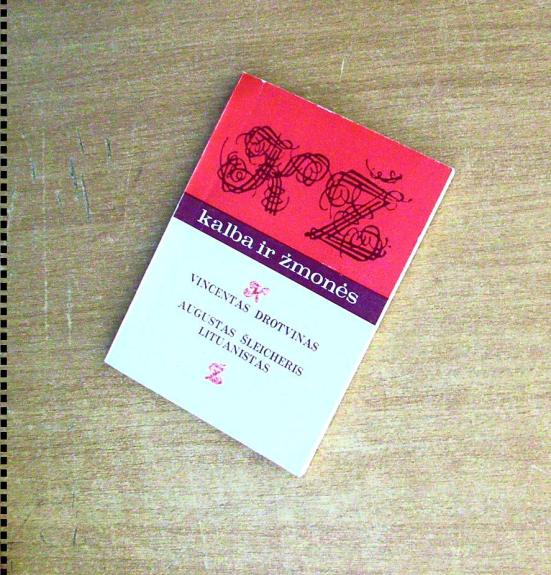 K Ž
kalba ir žmonės
K
VINCENTAS DROTVINAS
AUGUSTAS ŠLEICHERIS
LITUANISTAS
Ž